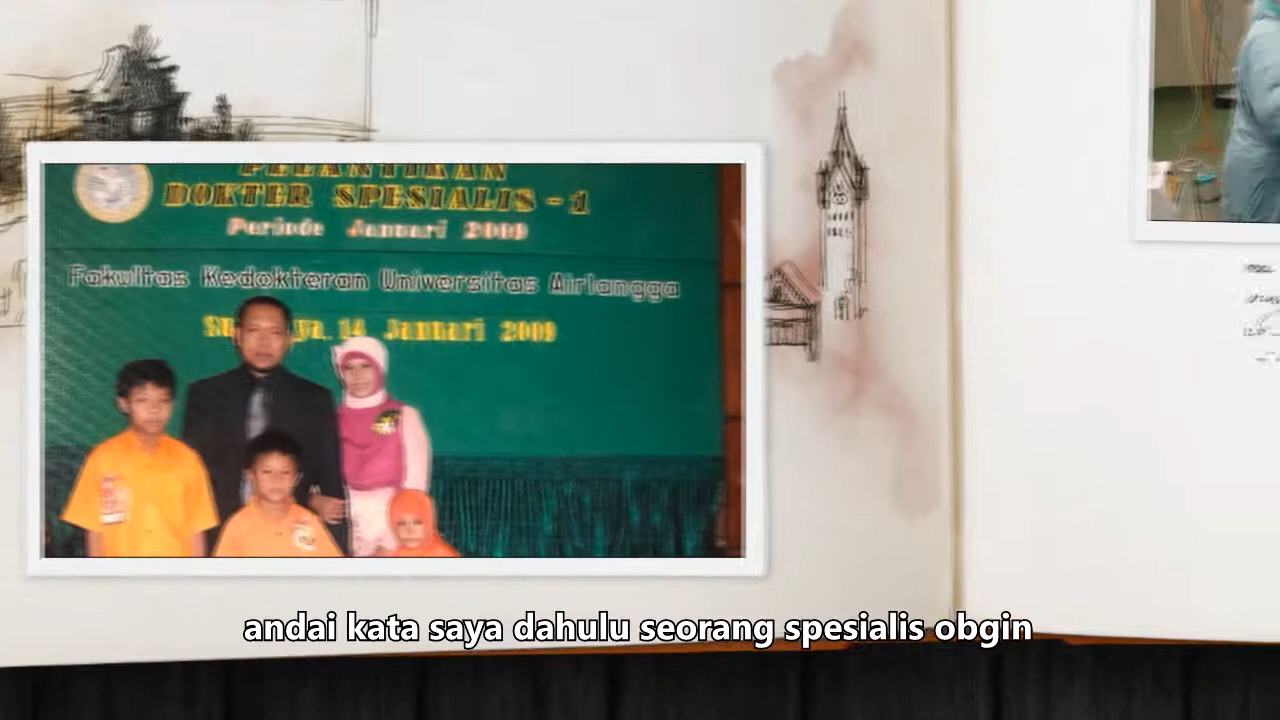 PELANTIKAN
DOKTER SPESIALIS - 1
Periode Januari 2009
Fakultas Kedokteran Universitas Airlangga
14 Januari 2009
andai kata saya dahulu seorang spesialis obgin